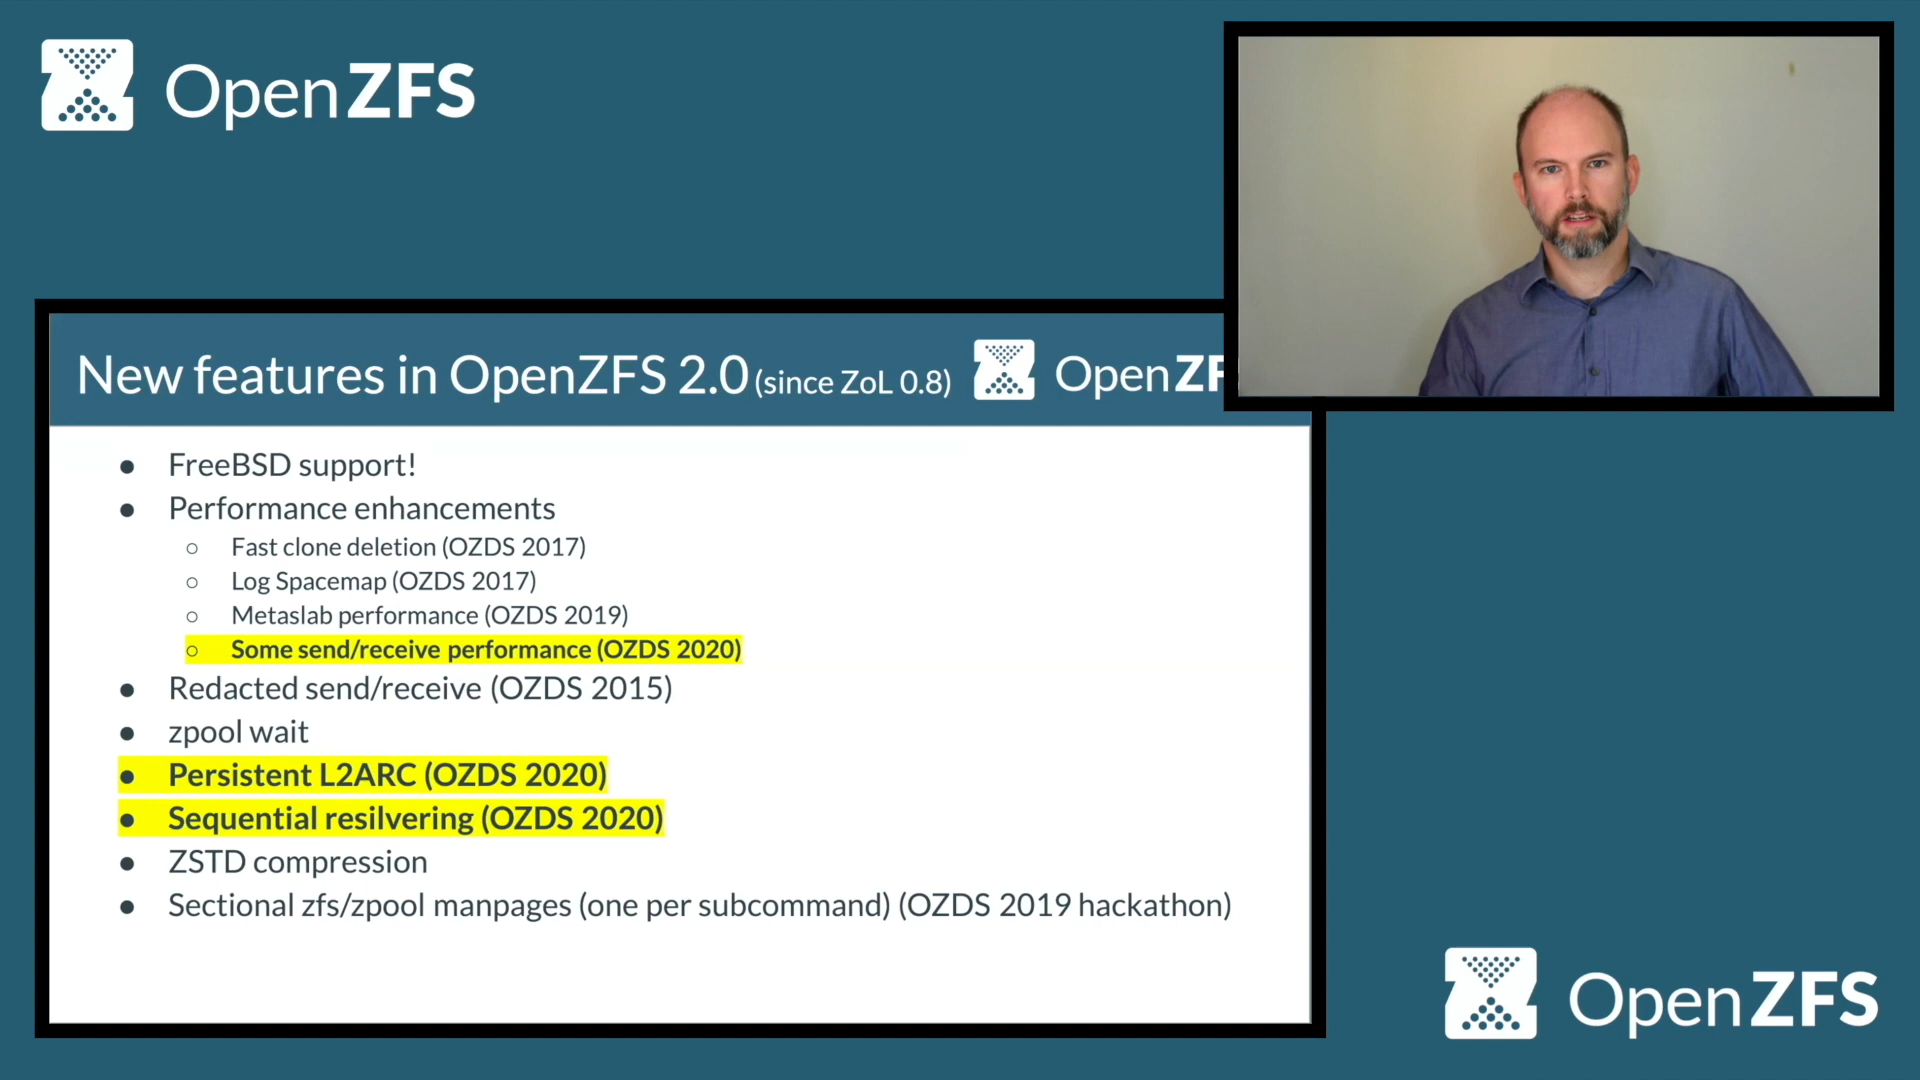 OpenZFS
New features in OpenZFS 2.0 (since ZoL 0.8)
OpenZF
● FreeBSD support!
● Performance enhancements
○ Fast clone deletion (OZDS 2017)
○ Log Spacemap (OZDS 2017)
○ Metaslab performance (OZDS 2019)
○ Some send/receive performance (OZDS 2020)
● Redacted send/receive (OZDS 2015)
● zpool wait
● Persistent L2ARC (OZDS 2020)
● Sequential resilvering (OZDS 2020)
● ZSTD compression
● Sectional zfs/zpool manpages (one per subcommand) (OZDS 2019 hackathon)
OpenZFS